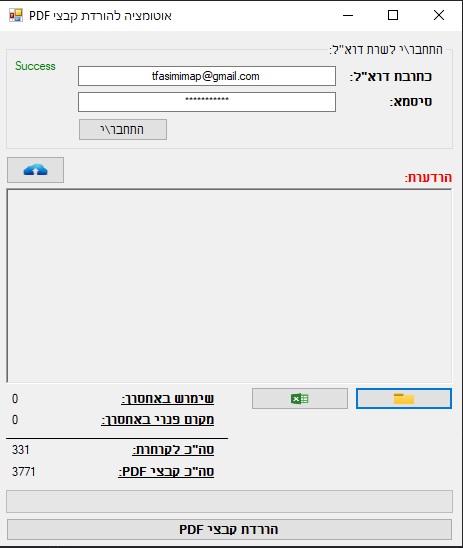 אוטומציה להורדת קבצי PDF
התחבר\י לשרת דוא"ל:
Success
כתובת דוא"ל:
tfasimimap@gmail.com
סיסמא:
***********
התחבר\י
הודעות:
שימוש באחסון:
0
מקום פנוי באחסון:
0
סה"כ לקוחות:
331
סה"כ קבצי PDF:
3771
הורדת קבצי PDF